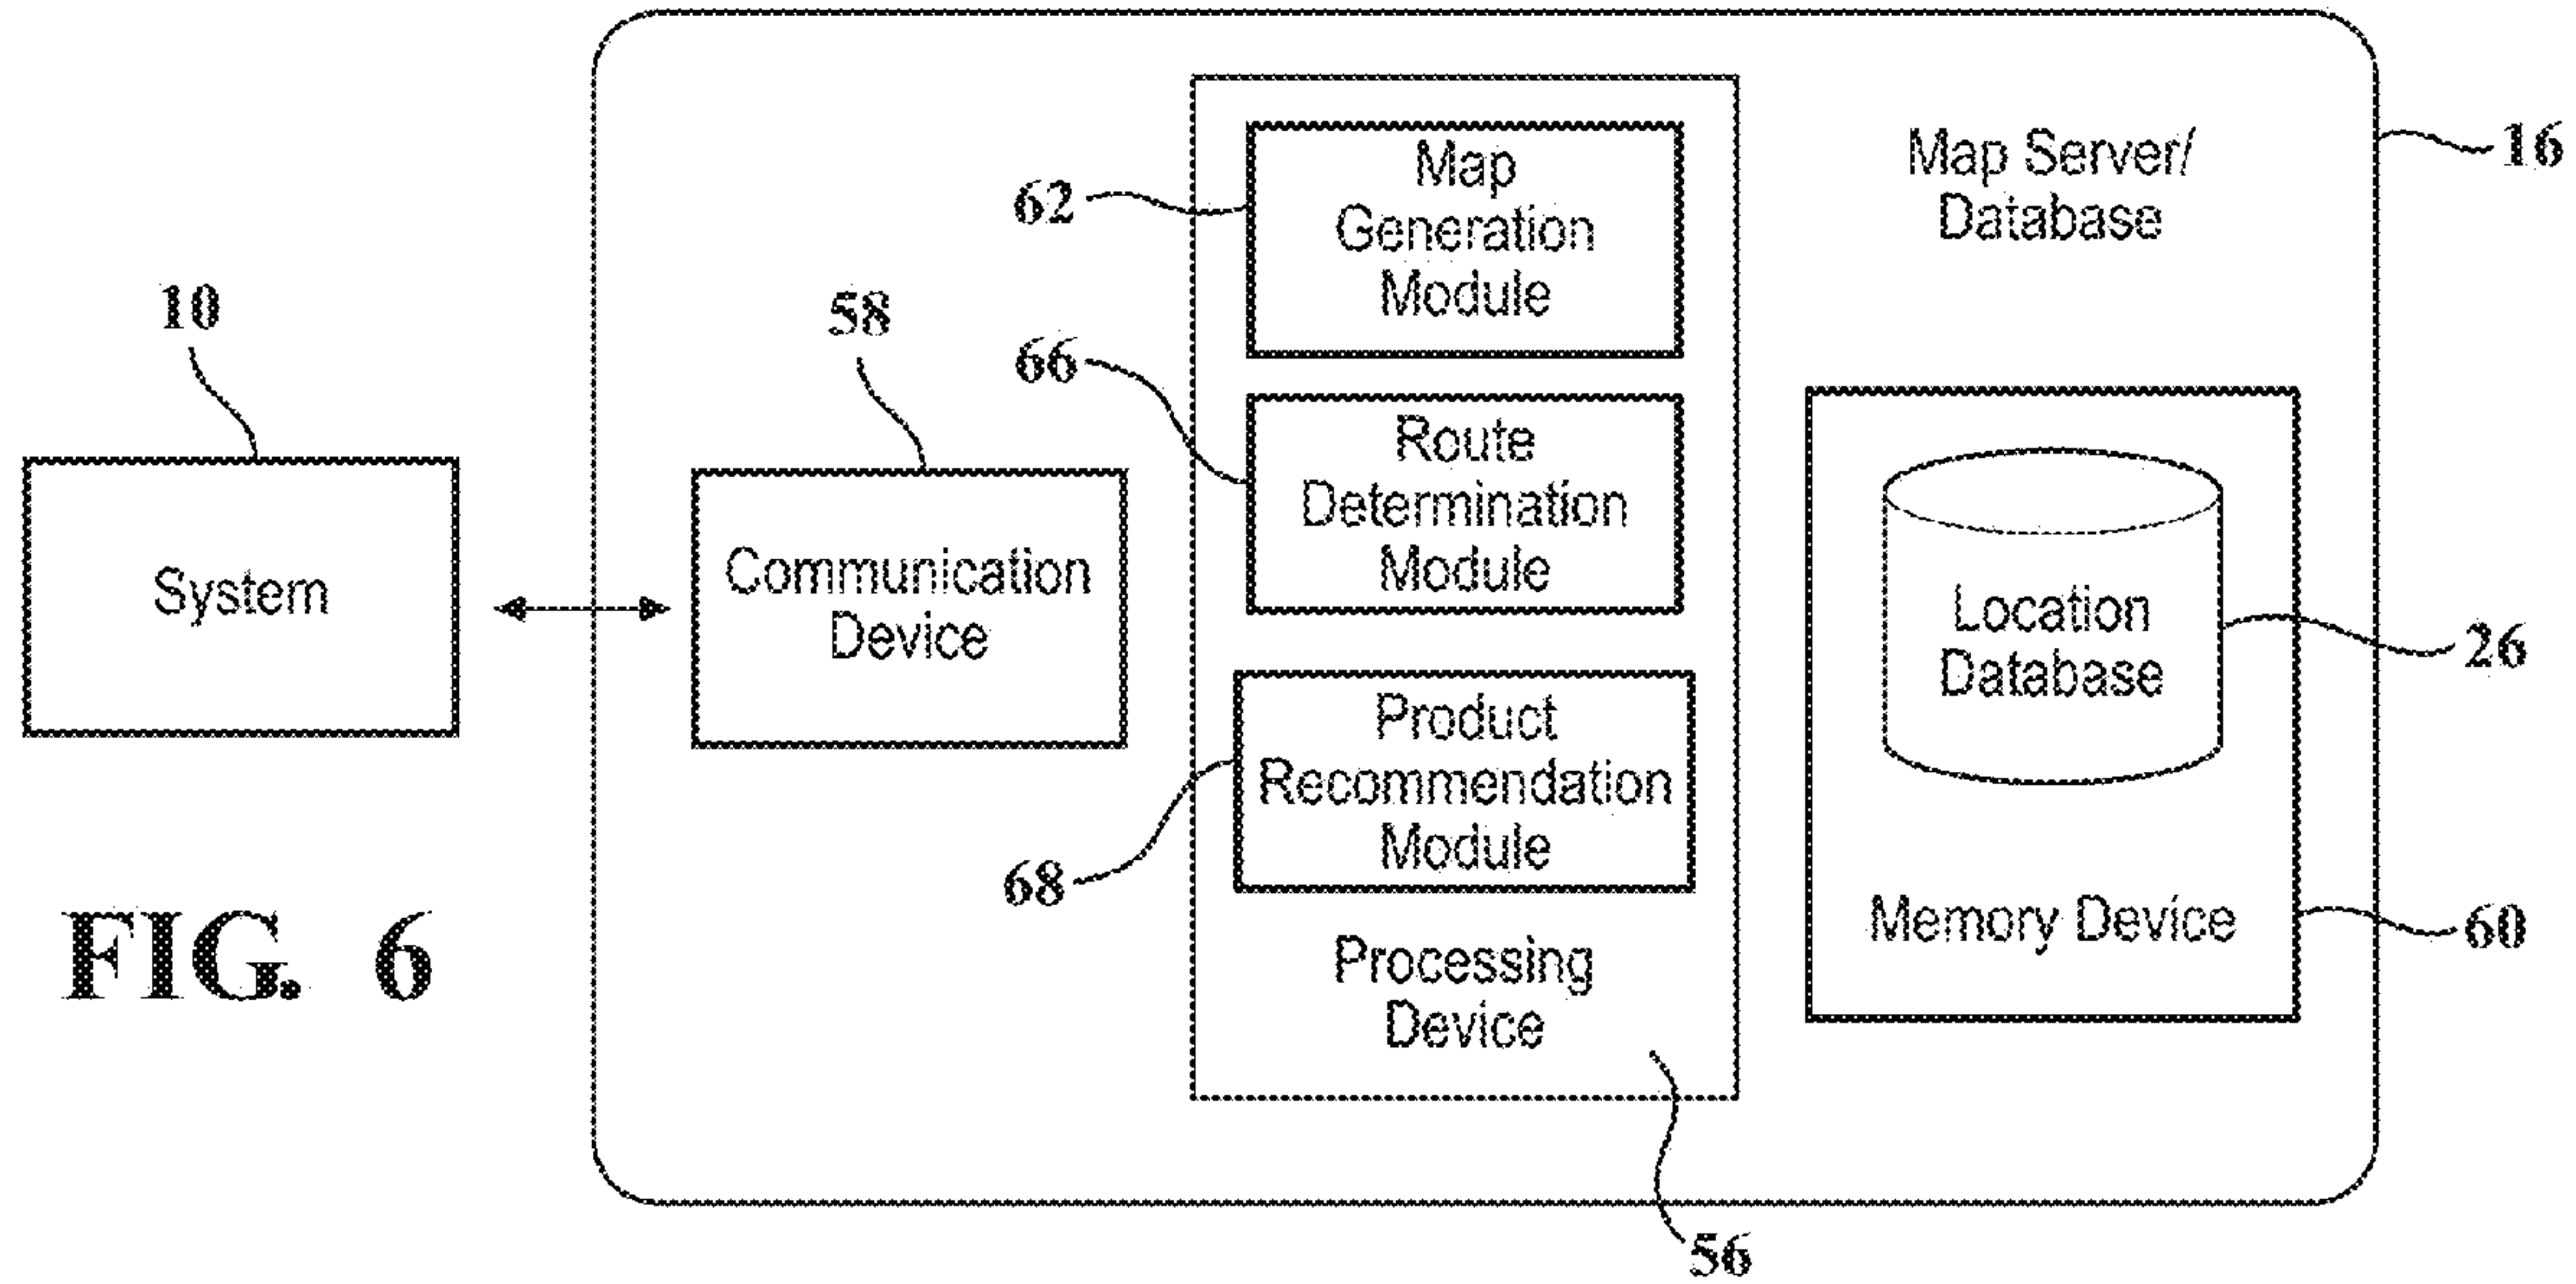 10
System
FIG. 6
58
Communication
Device
62
Map
Generation
Module
66
Route
Determination
Module
68
Product
Recommendation
Module
Processing
Device
56
Map Server/
Database
16
Location
Database
26
Memory Device
60